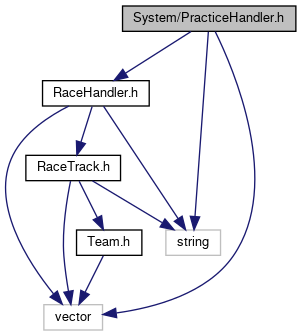 System/PracticeHandler.h
RaceHandler.h
RaceTrack.h
Team.h
string
vector